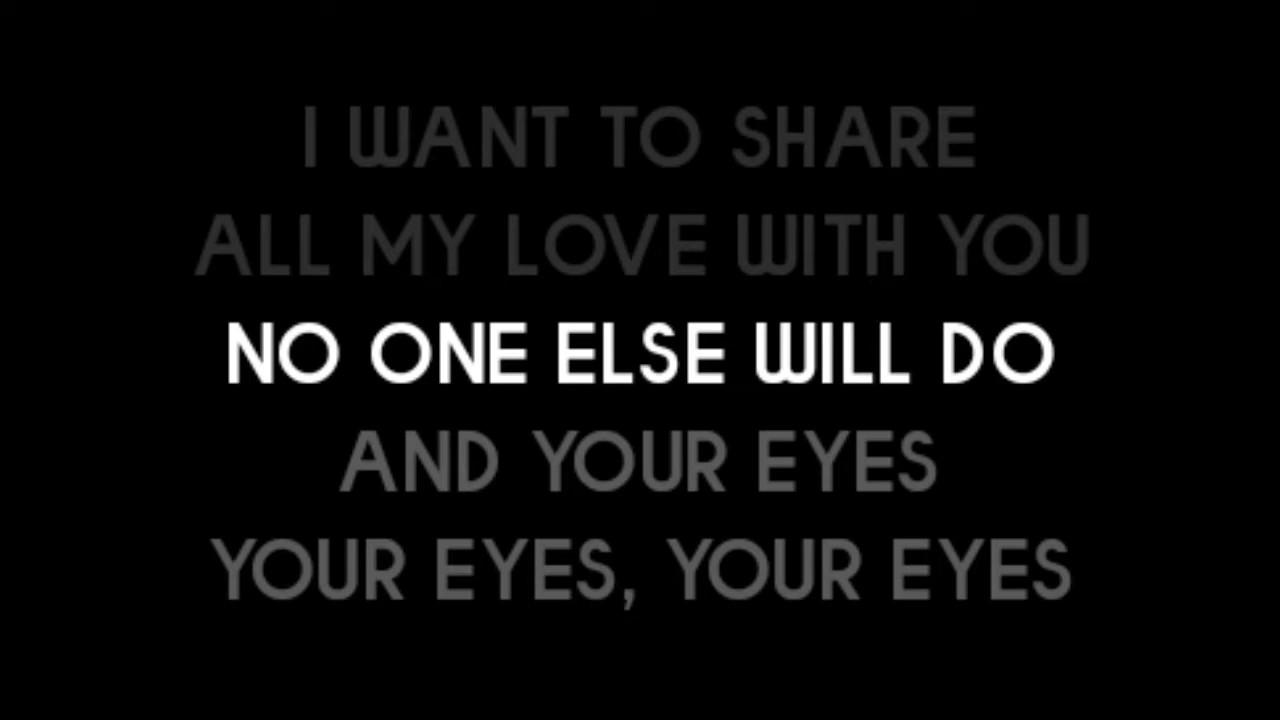 I WANT TO SHARE
ALL MY LOVE WITH YOU
NO ONE ELSE WILL DO
AND YOUR EYES
YOUR EYES, YOUR EYES